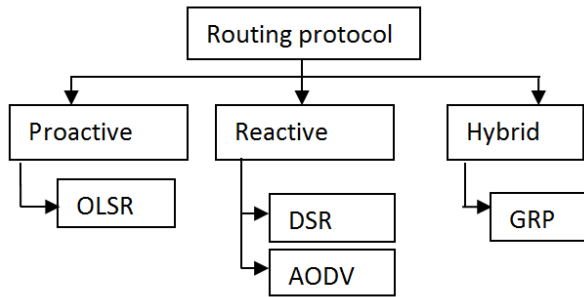 Routing protocol
Proactive
Reactive
Hybrid
OLSR
DSR
GRP
AODV